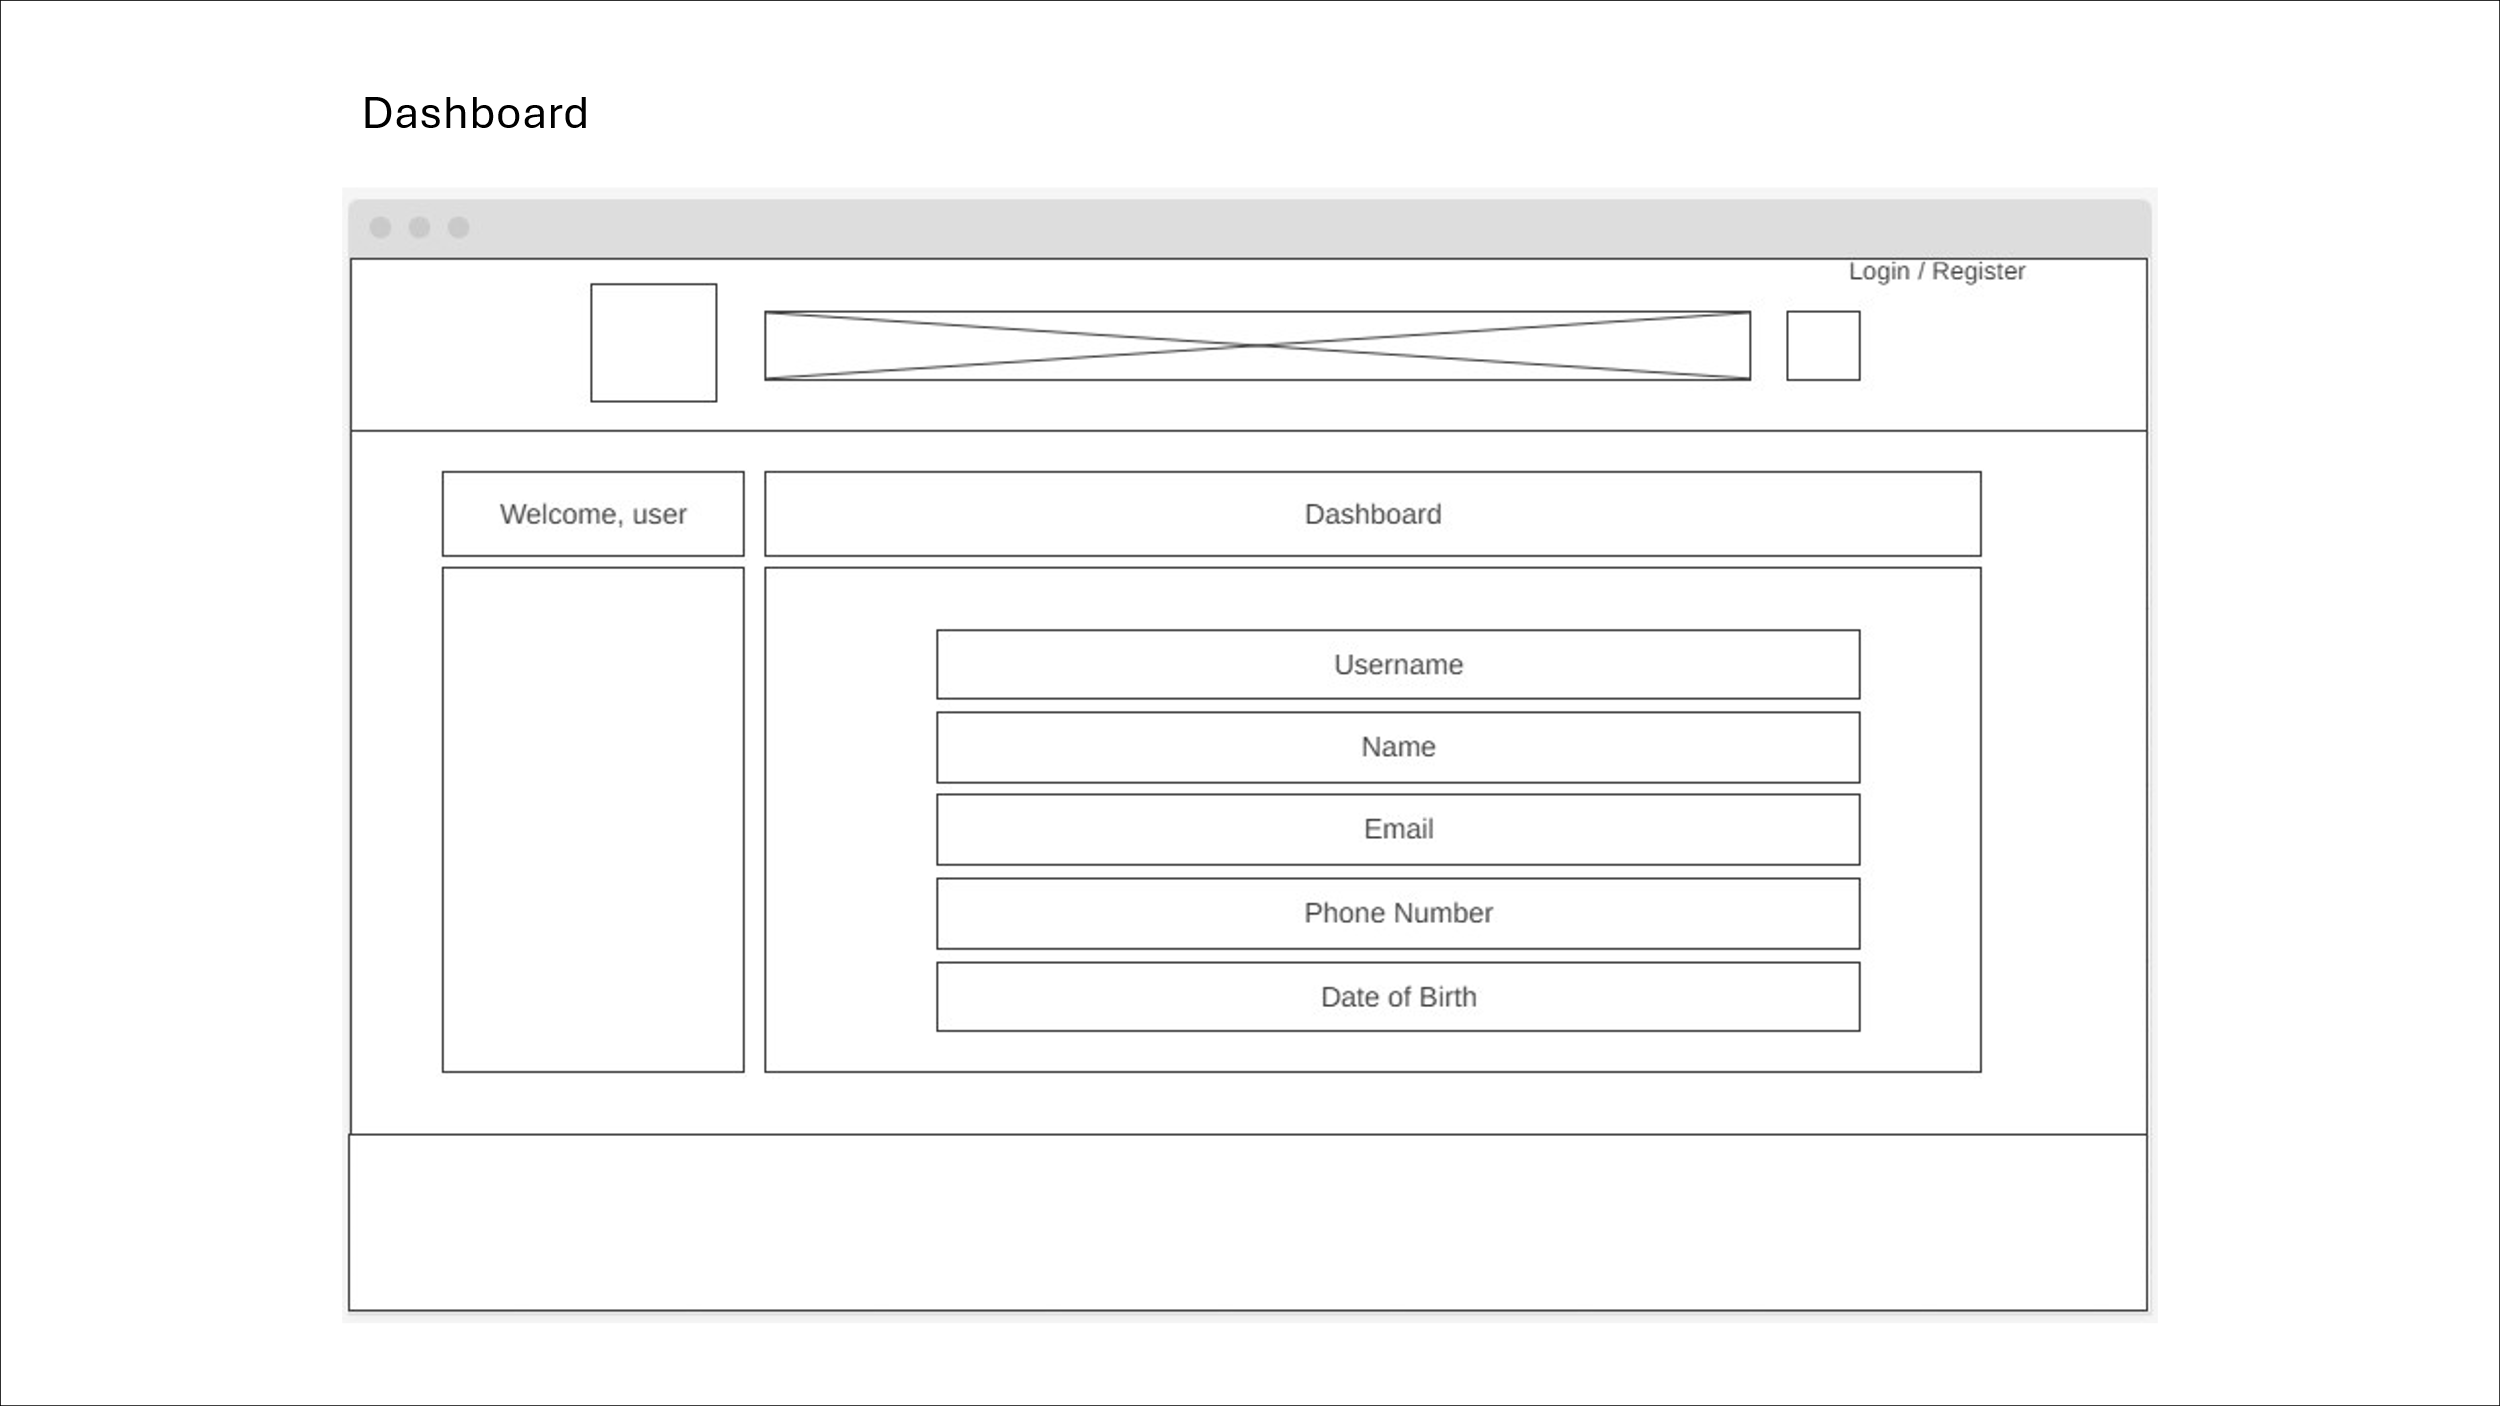 Dashboard
Login / Register
Welcome, user
Dashboard
Username
Name
Email
Phone Number
Date of Birth